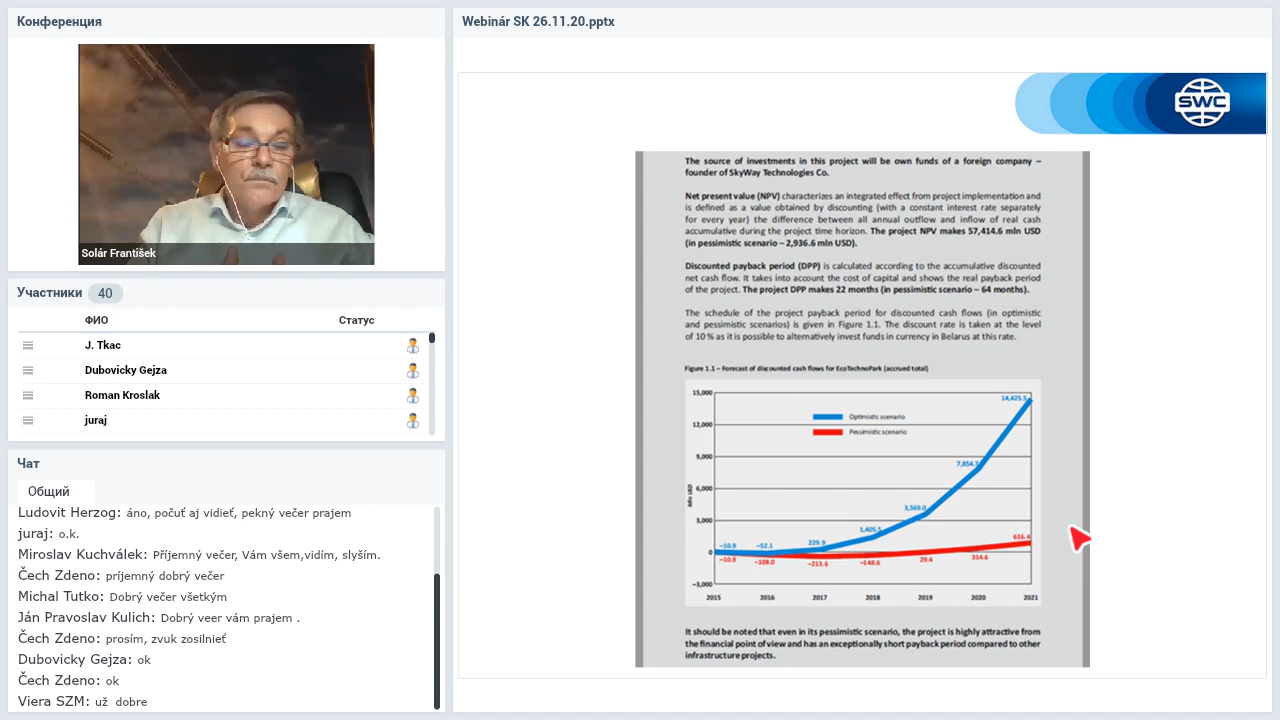 Конференция
Solár František
Участники 40
ФИО Статус
J. Tkac
Dubovicky Gejza
Roman Kroslak
juraj
Чат
Общий
Ludovit Herzog: áno, počuť aj vidieť, pekný večer prajem
juraj: o.k.
Miroslav Kuchválek: Příjemný večer, Vám všem,vidím, slyším.
Čech Zdeno: príjemný dobrý večer
Michal Tutko: Dobrý večer všetkým
Ján Pravoslav Kulich: Dobrý veer vám prajem .
Čech Zdeno: prosím, zvuk zosilnieť
Dubovicky Gejza: ok
Čech Zdeno: ok
Viera SZM: už dobre
Webinár SK 26.11.20.pptx
SWC
The source of investments in this project will be own funds of a foreign company –
founder of SkyWay Technologies Co.
Net present value (NPV) characterizes an integrated effect from project implementation and
is defined as a value obtained by discounting (with a constant interest rate separately
for every year) the difference between all annual outflow and inflow of real cash
accumulative during the project time horizon. The project NPV makes 57,414.6 mln USD
(in pessimistic scenario – 2,936.6 mln USD).
Discounted payback period (DPP) is calculated according to the accumulative discounted
net cash flow. It takes into account the cost of capital and shows the real payback period
of the project. The project DPP makes 22 months (in pessimistic scenario – 64 months).
The schedule of the project payback period for discounted cash flows (in optimistic
and pessimistic scenarios) is given in Figure 1.1. The discount rate is taken at the level
of 10 % as it is possible to alternatively invest funds in currency in Belarus at this rate.
Figure 1.1 – Forecast of discounted cash flows for EcoTechnoPark (accrued total)
Mln USD
15,000
12,000
9,000
6,000
3,000
0
–3,000
Optimistic scenario
Pessimistic scenario
–10.9 –52.1 229.9 1,405.5 3,569.0 7,854.3 14,425.5
–10.9 –108.0 –213.6 –148.6 29.4 314.6 616.4
2015 2016 2017 2018 2019 2020 2021
It should be noted that even in its pessimistic scenario, the project is highly attractive from
the financial point of view and has an exceptionally short payback period compared to other
infrastructure projects.